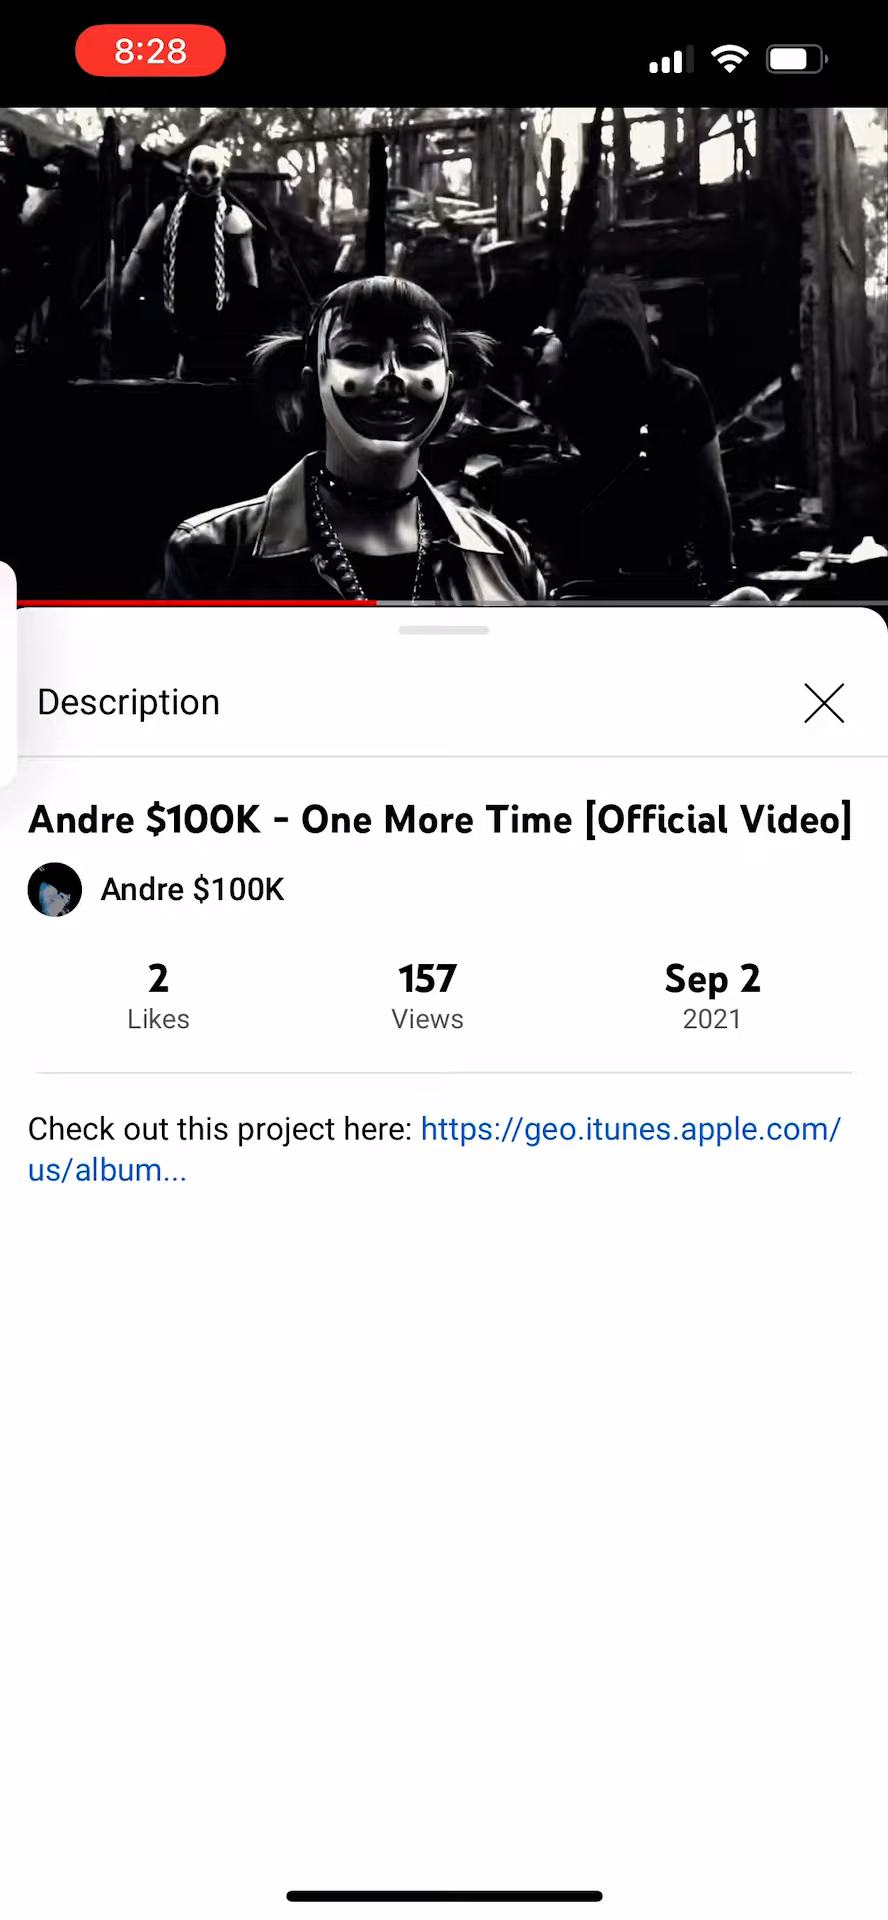 8:28
Description
Andre $100K - One More Time [Official Video]
Andre $100K
2
157
Sep 2
Likes
Views
2021
Check out this project here: https://geo.itunes.apple.com/
us/album...